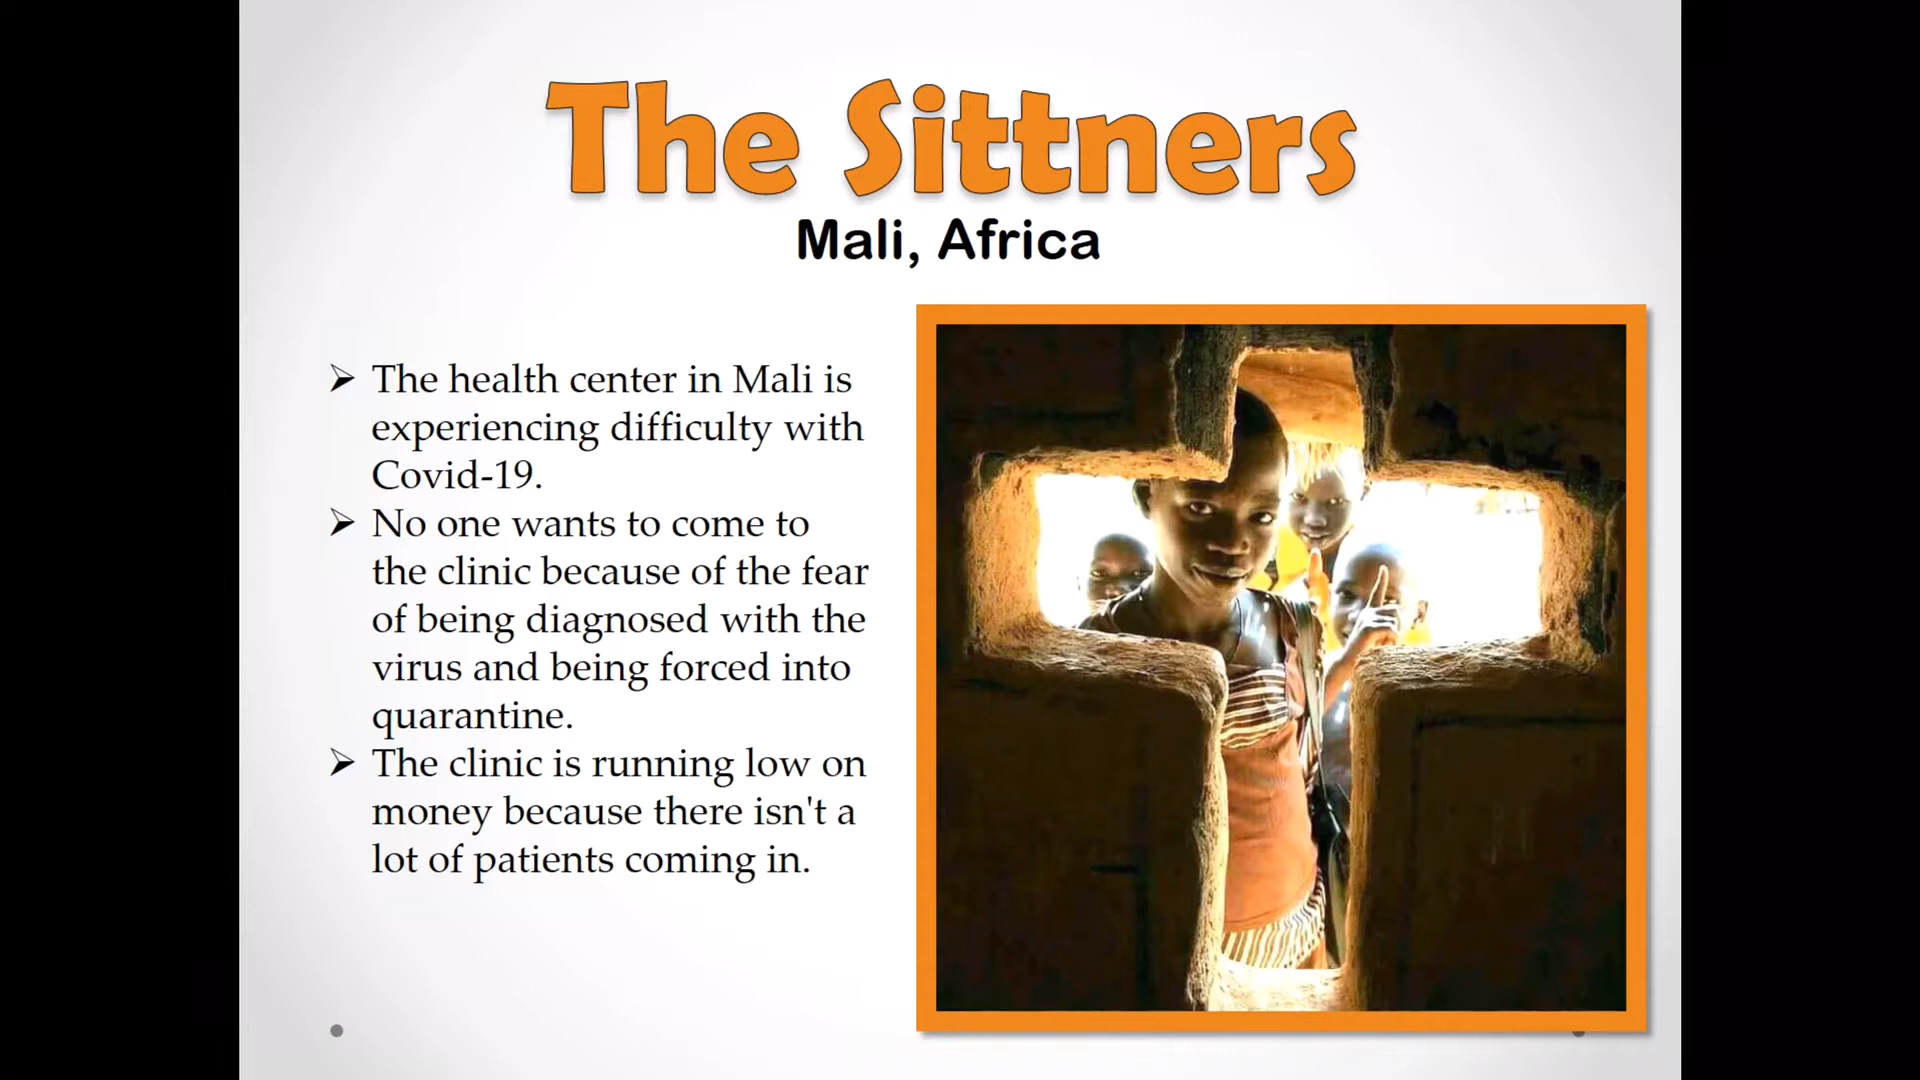 The Sittners
Mali, Africa
➢ The health center in Mali is
experiencing difficulty with
Covid-19.
➢ No one wants to come to
the clinic because of the fear
of being diagnosed with the
virus and being forced into
quarantine.
➢ The clinic is running low on
money because there isn't a
lot of patients coming in.